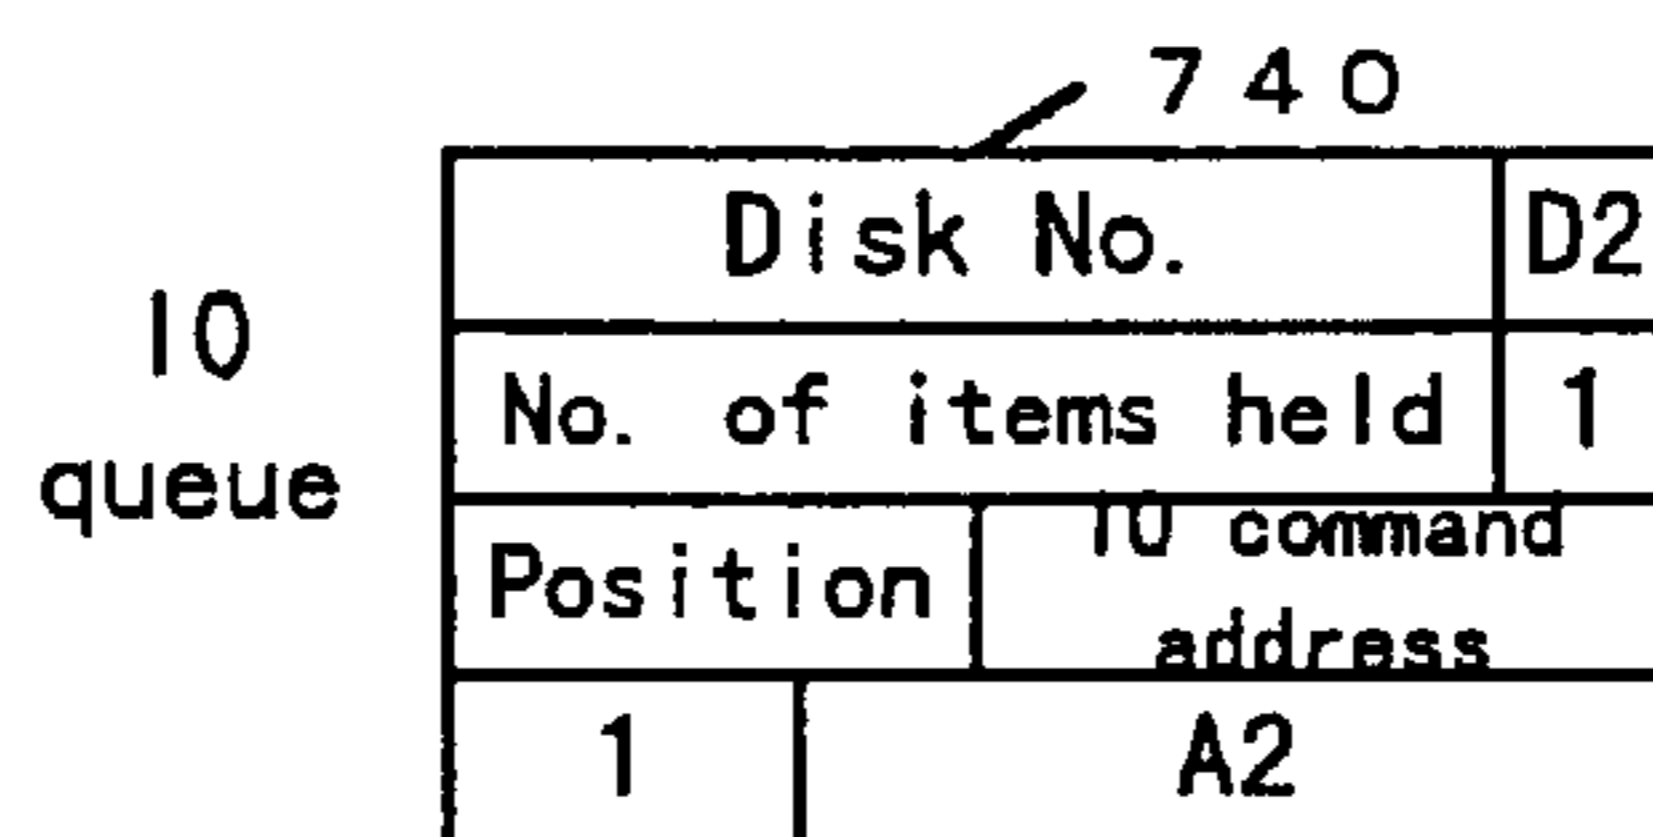 740
Disk No. D2
IO
queue
No. of items held 1
Position
IO command
address
1 A2